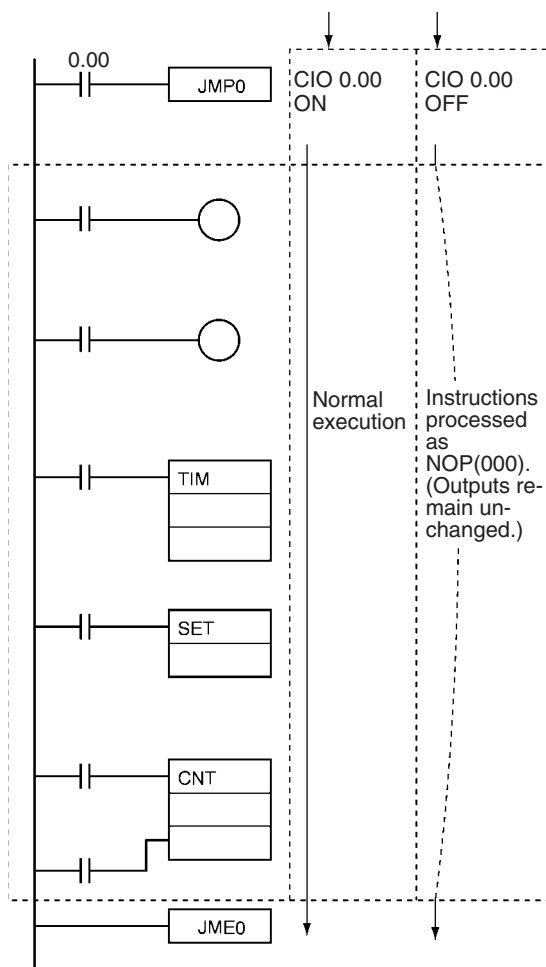 0.00
JMP0
CIO 0.00
ON
CIO 0.00
OFF
Normal
execution
Instructions
processed
as
NOP(000).
(Outputs re-
main un-
changed.)
TIM
SET
CNT
JME0